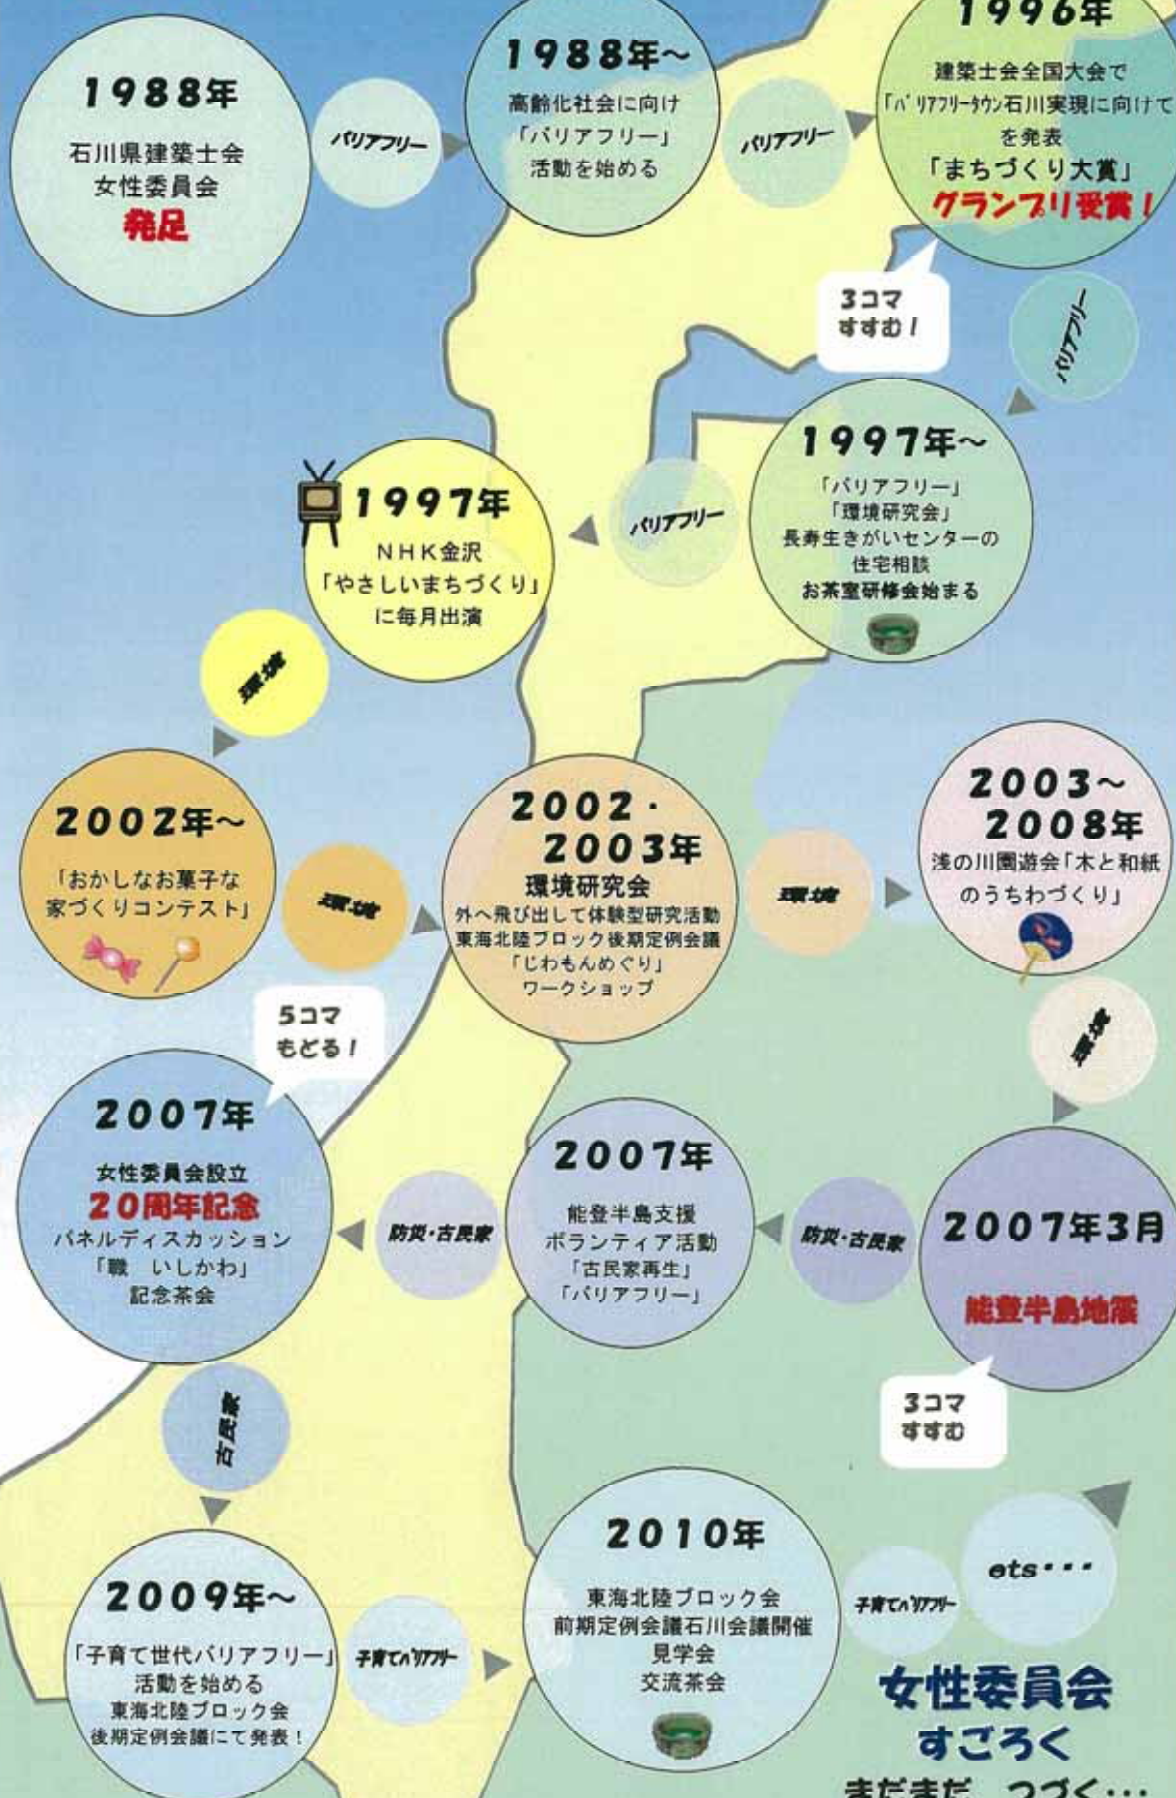 1988年
石川県建築士会
女性委員会
発足
バリアフリー
1988年～
高齢化社会に向け
「バリアフリー」
活動を始める
バリアフリー
1996年
建築士会全国大会で
「ﾊﾞﾘｱﾌﾘｰﾀｳﾝ石川実現に向けて
を発表
「まちづくり大賞」
グランプリ受賞！
3コマ
すすむ！
バリアフリー
1997年～
「バリアフリー」
「環境研究会」
長寿生きがいセンターの
住宅相談
お茶室研修会始まる
バリアフリー
1997年
NHK金沢
「やさしいまちづくり」
に毎月出演
環境
2002年～
「おかしなお菓子な
家づくりコンテスト」
環境
2002・
2003年
環境研究会
外へ飛び出して体験型研究活動
東海北陸ブロック後期定例会議
「じわもんめぐり」
ワークショップ
環境
2003～
2008年
浅の川園遊会「木と和紙
のうちわづくり」
環境
2007年3月
能登半島地震
3コマ
すすむ
防災・古民家
2007年
能登半島支援
ボランティア活動
「古民家再生」
「バリアフリー」
防災・古民家
5コマ
もどる！
2007年
女性委員会設立
20周年記念
パネルディスカッション
「職　いしかわ」
記念茶会
古民家
2009年～
「子育て世代バリアフリー」
活動を始める
東海北陸ブロック会
後期定例会議にて発表！
子育てﾊﾞﾘｱﾌﾘｰ
2010年
東海北陸ブロック会
前期定例会議石川会議開催
見学会
交流茶会
子育てﾊﾞﾘｱﾌﾘｰ
ets・・・
女性委員会
すごろく
まだまだ　つづく・・・